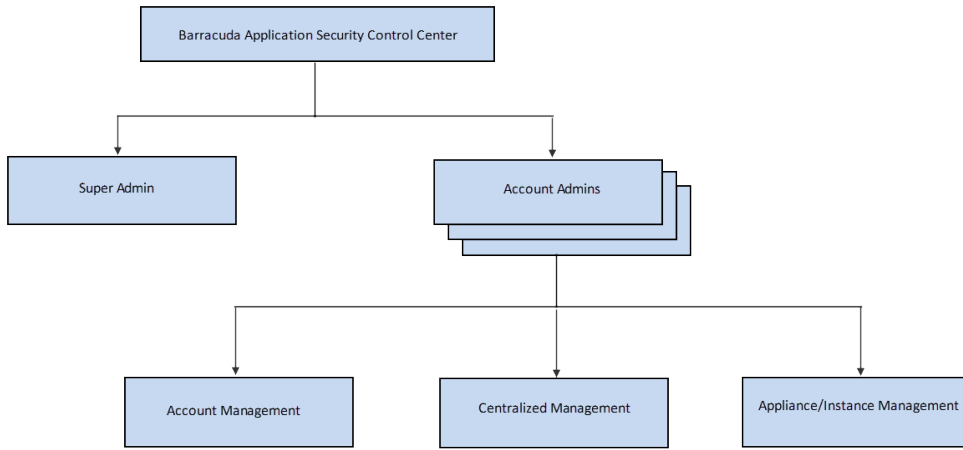 Barracuda Application Security Control Center
Super Admin
Account Admins
Account Management
Centralized Management
Appliance/Instance Management